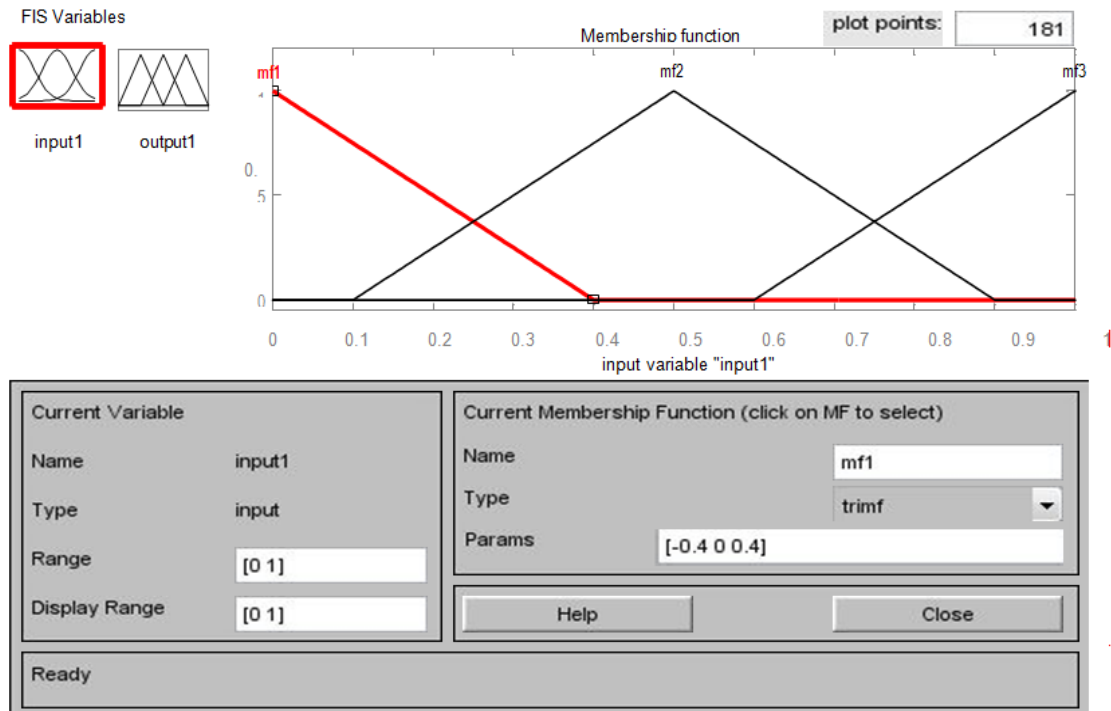 FIS Variables
Membership function
plot points:
181
mf1
mf2
mf3
input1
output1
0.
5
0
0
0.1
0.2
0.3
0.4
0.5
0.6
0.7
0.8
0.9
input variable "input1"
Current Variable
Name
input1
Type
input
Range
[0 1]
Display Range
[0 1]
Current Membership Function (click on MF to select)
Name
mf1
Type
trimf
Params
[-0.4 0 0.4]
Help
Close
Ready